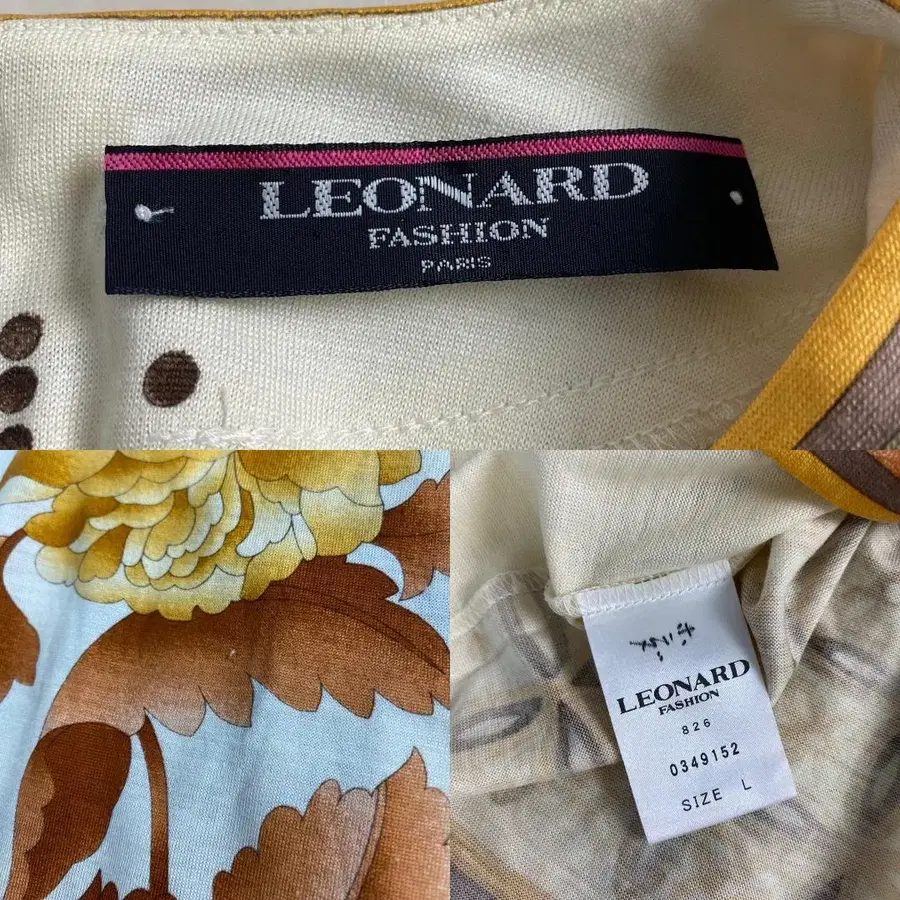 LEONARD
FASHION
PARIS
LEONARD
FASHION
826
0349152
SIZE L